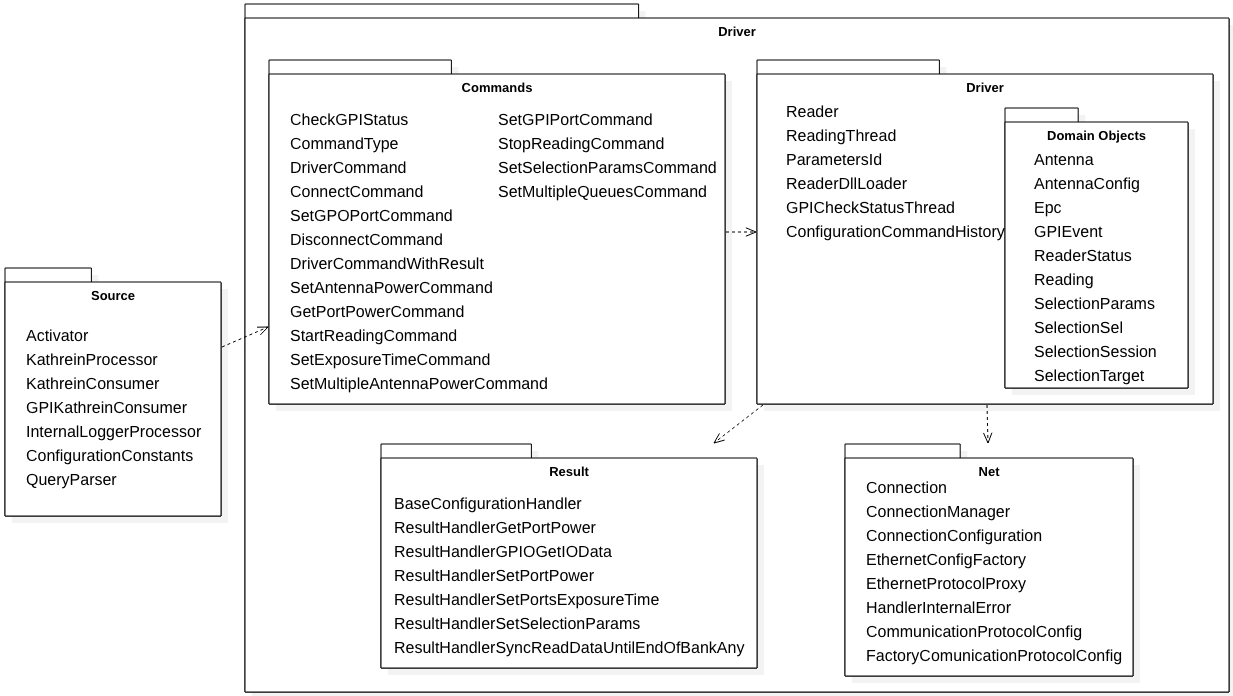 Driver
Commands
CheckGPIStatus
CommandType
DriverCommand
ConnectCommand
SetGPOPortCommand
DisconnectCommand
DriverCommandWithResult
SetAntennaPowerCommand
GetPortPowerCommand
StartReadingCommand
SetExposureTimeCommand
SetMultipleAntennaPowerCommand
SetGPIPortCommand
StopReadingCommand
SetSelectionParamsCommand
SetMultipleQueuesCommand
Driver
Reader
ReadingThread
ParametersId
ReaderDllLoader
GPICheckStatusThread
ConfigurationCommandHistory
Domain Objects
Antenna
AntennaConfig
Epc
GPIEvent
ReaderStatus
Reading
SelectionParams
SelectionSel
SelectionSession
SelectionTarget
Source
Activator
KathreinProcessor
KathreinConsumer
GPIKathreinConsumer
InternalLoggerProcessor
ConfigurationConstants
QueryParser
Result
BaseConfigurationHandler
ResultHandlerGetPortPower
ResultHandlerGPIOGetIOData
ResultHandlerSetPortPower
ResultHandlerSetPortsExposureTime
ResultHandlerSetSelectionParams
ResultHandlerSyncReadDataUntilEndOfBankAny
Net
Connection
ConnectionManager
ConnectionConfiguration
EthernetConfigFactory
EthernetProtocolProxy
HandlerInternalError
CommunicationProtocolConfig
FactoryComunicationProtocolConfig